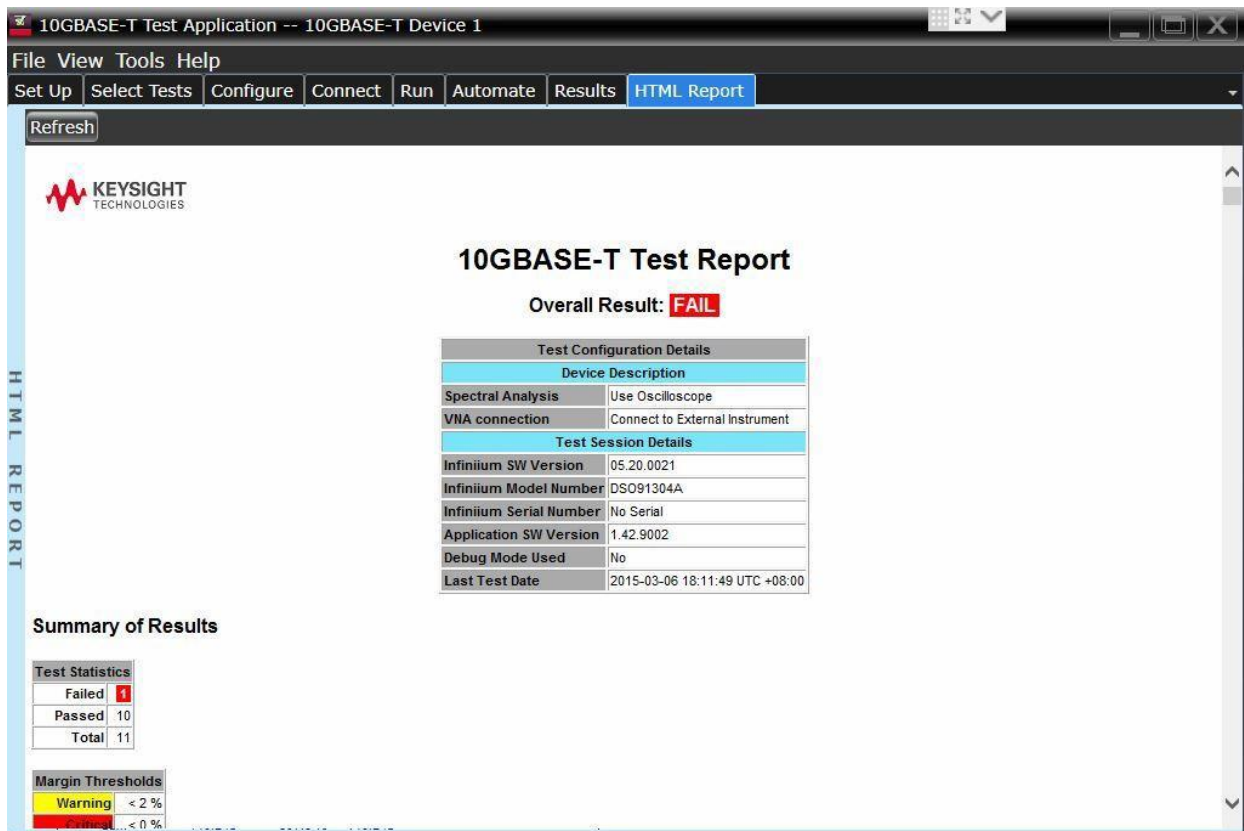 10GBASE-T Test Application -- 10GBASE-T Device 1
File View Tools Help
Set Up Select Tests Configure Connect Run Automate Results HTML Report
Refresh
KEYSIGHT
TECHNOLOGIES
10GBASE-T Test Report
Overall Result: FAIL
Test Configuration Details
Device Description
Spectral Analysis Use Oscilloscope
VNA connection Connect to External Instrument
Test Session Details
Infiniium SW Version 05.20.0021
Infiniium Model Number DSO91304A
Infiniium Serial Number No Serial
Application SW Version 1.42.9002
Debug Mode Used No
Last Test Date 2015-03-06 18:11:49 UTC +08:00
HTML REPORT
Summary of Results
Test Statistics
Failed 1
Passed 10
Total 11
Margin Thresholds
Warning < 2 %
Critical < 0 %